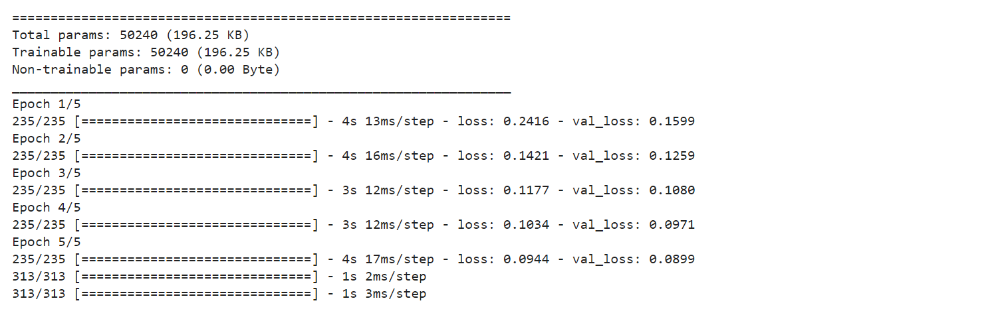 =================================================================
Total params: 50240 (196.25 KB)
Trainable params: 50240 (196.25 KB)
Non-trainable params: 0 (0.00 Byte)
_________________________________________________________________
Epoch 1/5
235/235 [==============================] - 4s 13ms/step - loss: 0.2416 - val_loss: 0.1599
Epoch 2/5
235/235 [==============================] - 4s 16ms/step - loss: 0.1421 - val_loss: 0.1259
Epoch 3/5
235/235 [==============================] - 3s 12ms/step - loss: 0.1177 - val_loss: 0.1080
Epoch 4/5
235/235 [==============================] - 3s 12ms/step - loss: 0.1034 - val_loss: 0.0971
Epoch 5/5
235/235 [==============================] - 4s 17ms/step - loss: 0.0944 - val_loss: 0.0899
313/313 [==============================] - 1s 2ms/step
313/313 [==============================] - 1s 3ms/step